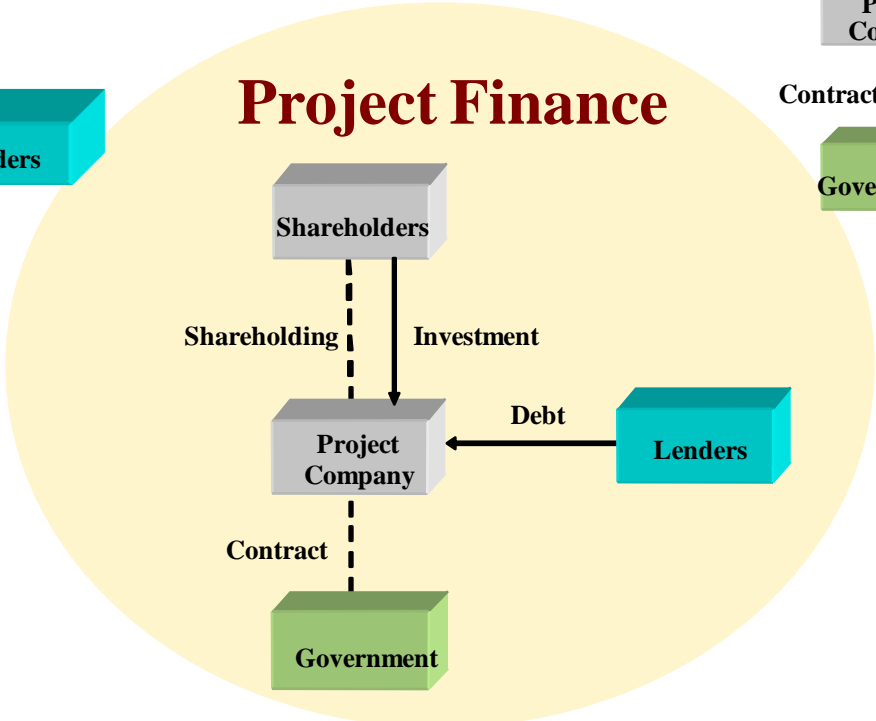 Project Finance
Contract
Shareholders
Shareholding
Investment
Debt
Project
Company
Lenders
Contract
Government